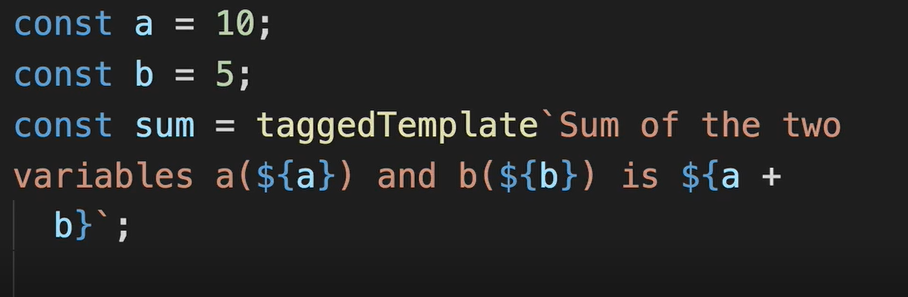 const a = 10;
const b = 5;
const sum = taggedTemplate`Sum of the two
variables a(${a}) and b(${b}) is ${a +
b}`;